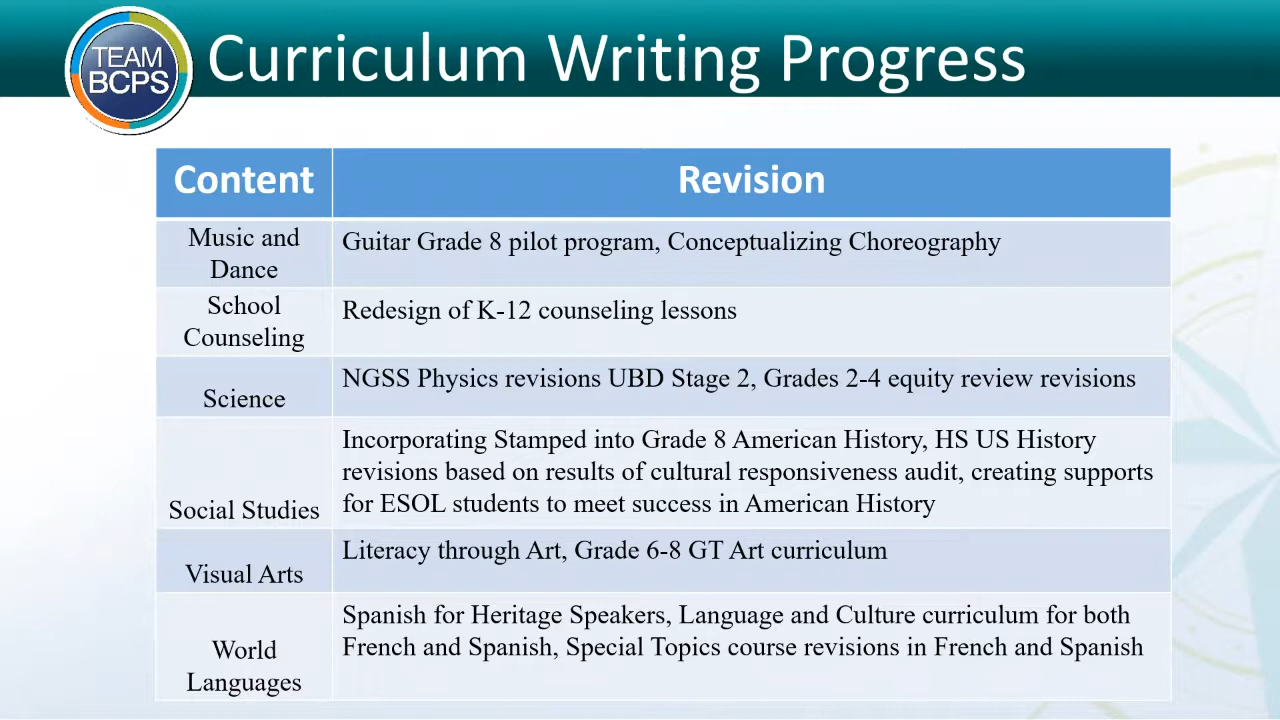 TEAM
BCPS
Curriculum Writing Progress
Content
Revision
Music and
Dance
Guitar Grade 8 pilot program, Conceptualizing Choreography
School
Counseling
Redesign of K-12 counseling lessons
Science
NGSS Physics revisions UBD Stage 2, Grades 2-4 equity review revisions
Social Studies
Incorporating Stamped into Grade 8 American History, HS US History
revisions based on results of cultural responsiveness audit, creating supports
for ESOL students to meet success in American History
Visual Arts
Literacy through Art, Grade 6-8 GT Art curriculum
World
Languages
Spanish for Heritage Speakers, Language and Culture curriculum for both
French and Spanish, Special Topics course revisions in French and Spanish